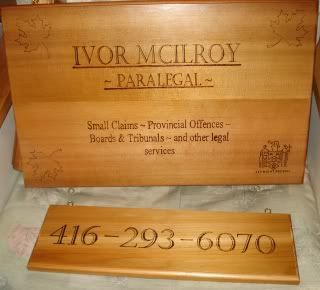 IVOR MCILROY
~ PARALEGAL ~
Small Claims ~ Provincial Offences ~
Boards & Tribunals ~ and other legal
services
416-293-6070